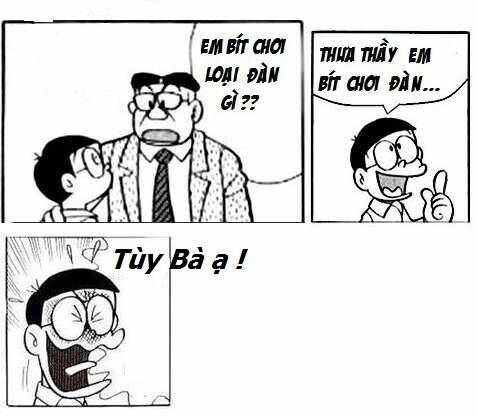 EM BÍT CHƠI
LOẠI ĐÀN
GÌ ??
THƯA THẦY EM
BÍT CHƠI ĐÀN...
Tùy Bà ạ !